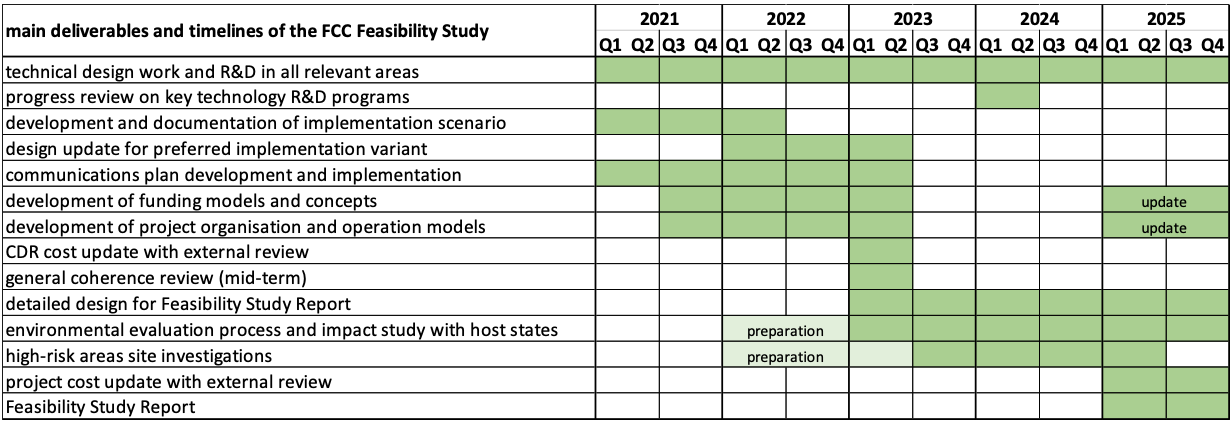 main deliverables and timelines of the FCC Feasibility Study
2021 2022 2023 2024 2025
Q1 Q2 Q3 Q4 Q1 Q2 Q3 Q4 Q1 Q2 Q3 Q4 Q1 Q2 Q3 Q4 Q1 Q2 Q3 Q4
technical design work and R&D in all relevant areas
progress review on key technology R&D programs
development and documentation of implementation scenario
design update for preferred implementation variant
communications plan development and implementation
development of funding models and concepts update
development of project organisation and operation models update
CDR cost update with external review
general coherence review (mid-term)
detailed design for Feasibility Study Report
environmental evaluation process and impact study with host states preparation
high-risk areas site investigations preparation
project cost update with external review
Feasibility Study Report